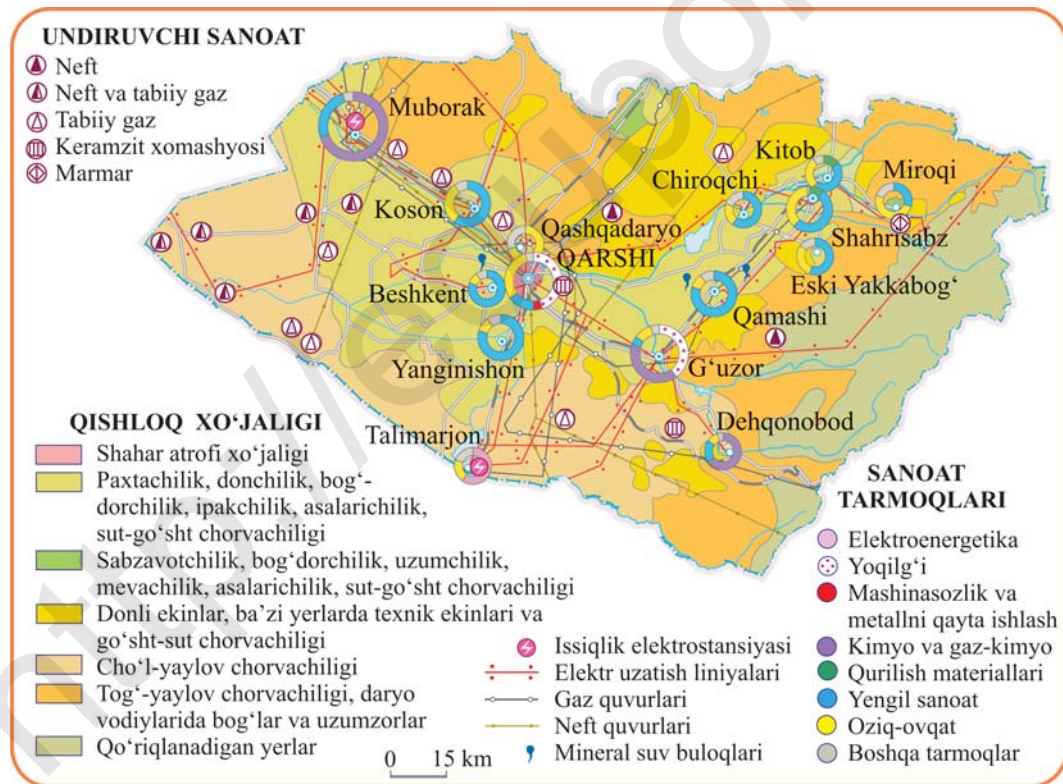 UNDIRUVCHI SANOAT
Neft
Neft va tabiiy gaz
Tabiiy gaz
Keramzit xomashyosi
Marmar
Muborak
Koson
Qashqadaryo
QARSHI
Beshkent
Yanginishon
Talimarjon
Chiroqchi
Kitob
Miroqi
Shahrisabz
Eski Yakkabog‘
Qamashi
G‘uzor
Dehqonobod
QISHLOQ XO‘JALIGI
Shahar atrofi xo‘jaligi
Paxtachilik, donchilik, bog‘-
dorchilik, ipakchilik, asalarichilik,
sut-go‘sht chorvachiligi
Sabzavotchilik, bog‘dorchilik, uzumchilik,
mevachilik, asalarichilik, sut-go‘sht chorvachiligi
Donli ekinlar, ba’zi yerlarda texnik ekinlari va
go‘sht-sut chorvachiligi
Cho‘l-yaylov chorvachiligi
Tog‘-yaylov chorvachiligi, daryo
vodiylarida bog‘lar va uzumzorlar
Qo‘riqlanadigan yerlar
0 15 km
Issiqlik elektrostansiyasi
Elektr uzatish liniyalari
Gaz quvurlari
Neft quvurlari
Mineral suv buloqlari
SANOAT
TARMOQLARI
Elektroenergetika
Yoqilg‘i
Mashinasozlik va
metallni qayta ishlash
Kimyo va gaz-kimyo
Qurilish materiallari
Yengil sanoat
Oziq-ovqat
Boshqa tarmoqlar